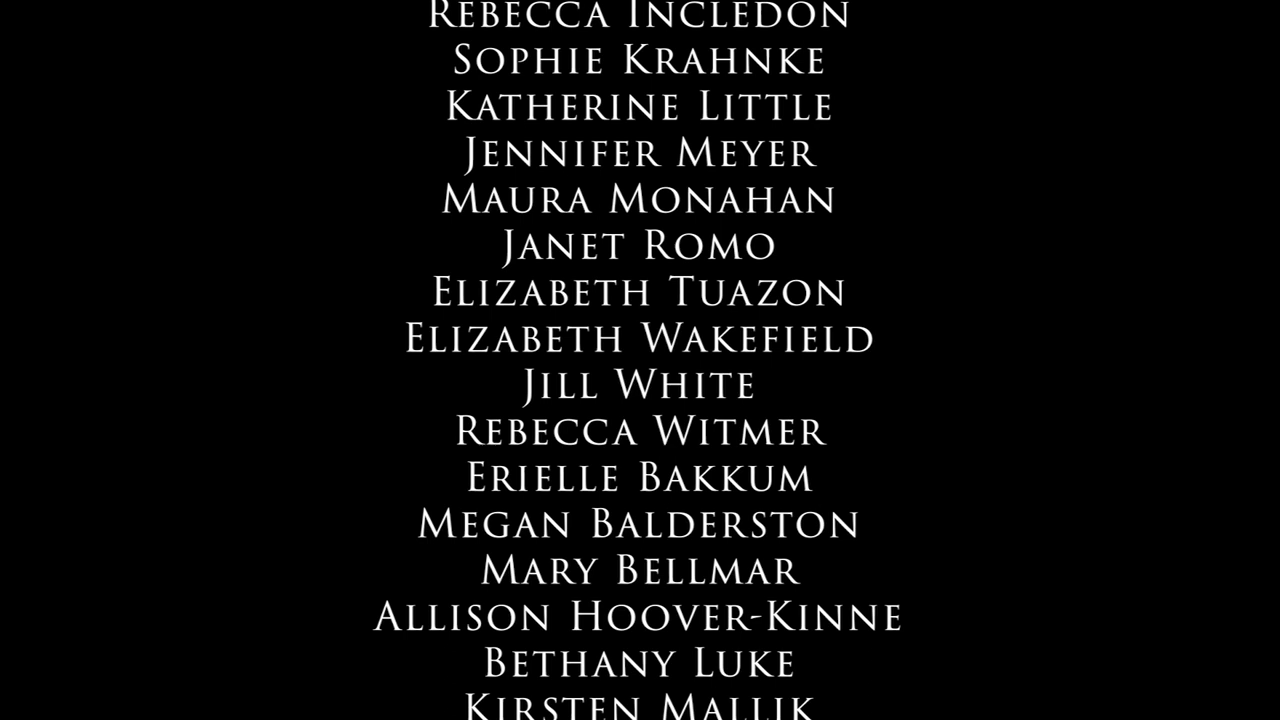 REBECCA INCLEDON
SOPHIE KRAHNKE
KATHERINE LITTLE
JENNIFER MEYER
MAURA MONAHAN
JANET ROMO
ELIZABETH TUAZON
ELIZABETH WAKEFIELD
JILL WHITE
REBECCA WITMER
ERIELLE BAKKUM
MEGAN BALDERSTON
MARY BELLMAR
ALLISON HOOVER-KINNE
BETHANY LUKE
KIRSTEN MALLIK